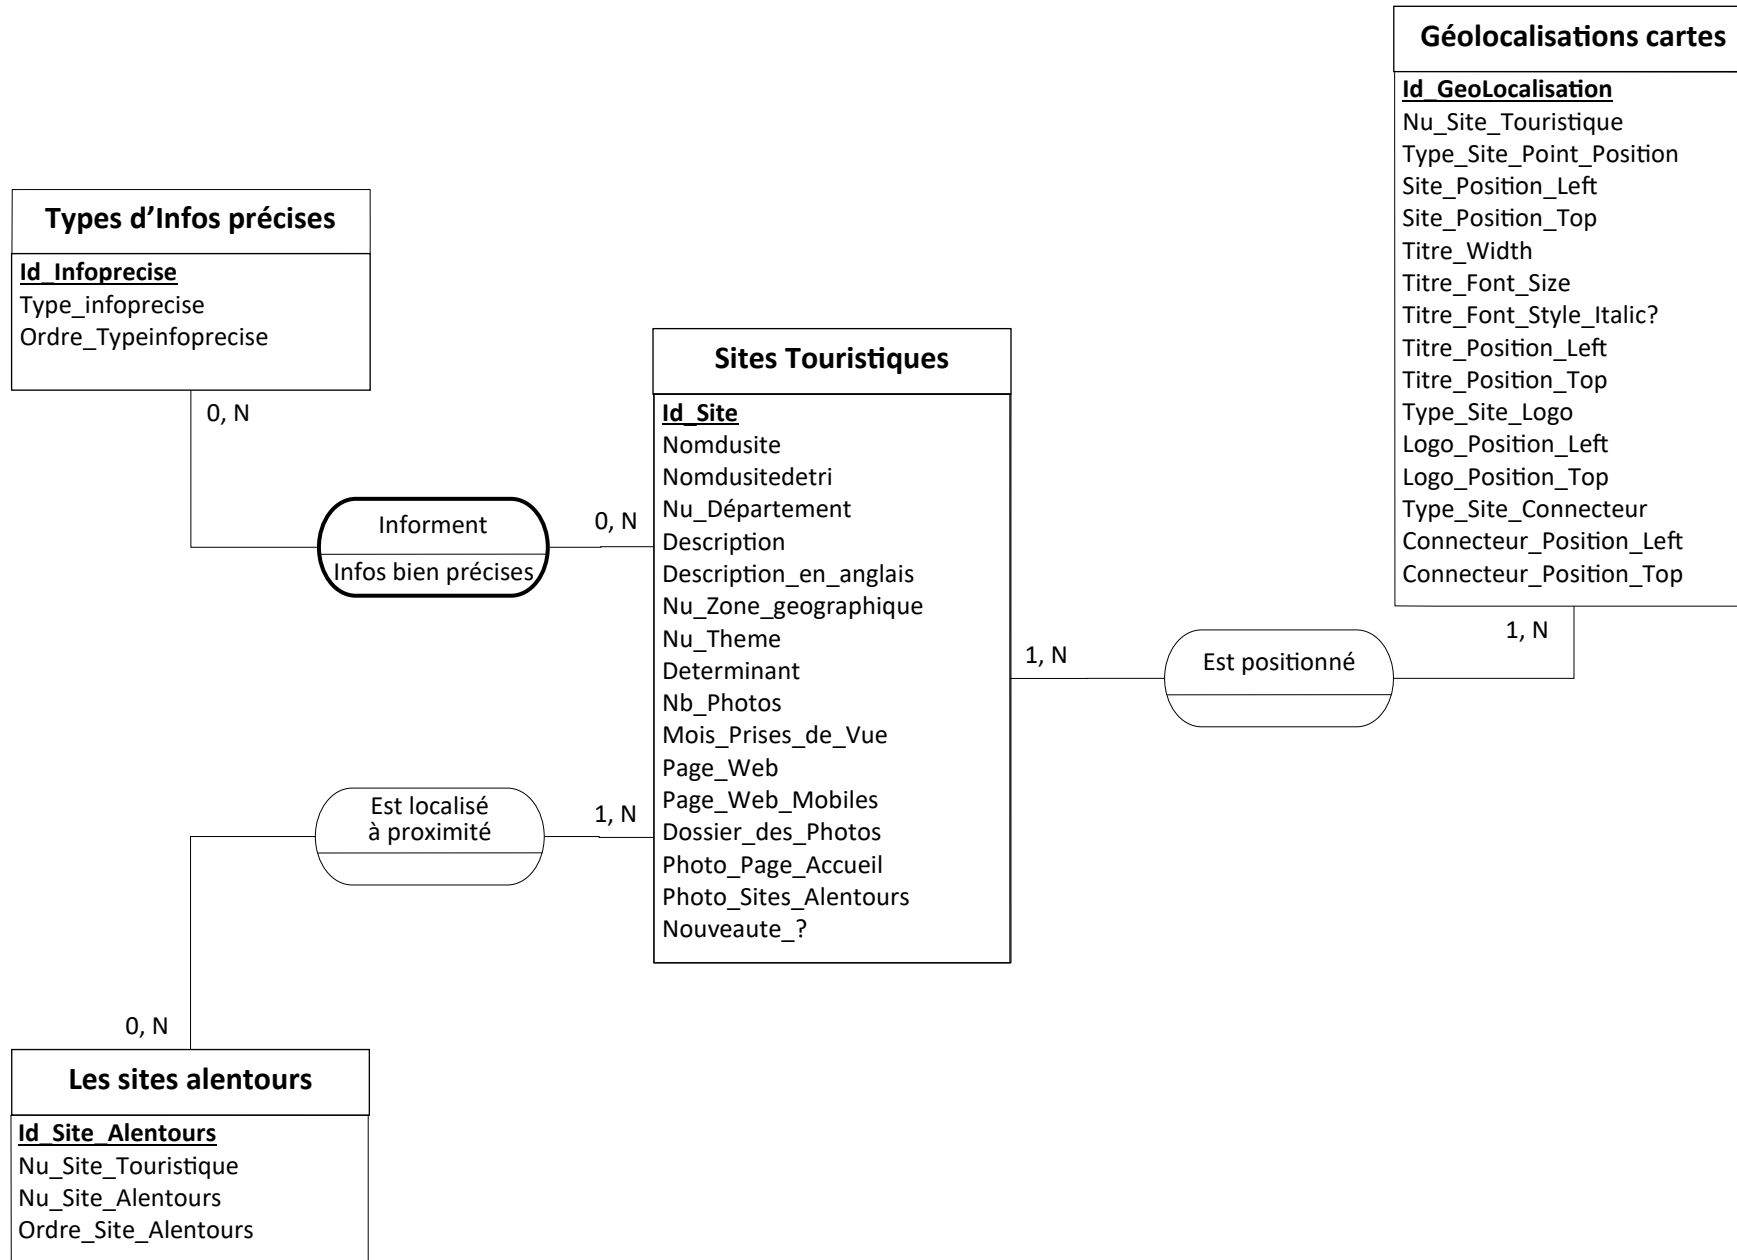 Géolocalisations cartes
Id_GeoLocalisation
Nu_Site_Touristique
Type_Site_Point_Position
Site_Position_Left
Site_Position_Top
Titre_Width
Titre_Font_Size
Titre_Font_Style_Italic?
Titre_Position_Left
Titre_Position_Top
Type_Site_Logo
Logo_Position_Left
Logo_Position_Top
Type_Site_Connecteur
Connecteur_Position_Left
Connecteur_Position_Top
1, N
Types d’Infos précises
Id_Infoprecise
Type_infoprecise
Ordre_Typeinfoprecise
0, N
Informent
Infos bien précises
0, N
Sites Touristiques
Id_Site
Nomdusite
Nomdusitedetri
Nu_Département
Description
Description_en_anglais
Nu_Zone_geographique
Nu_Theme
Determinant
Nb_Photos
Mois_Prises_de_Vue
Page_Web
Page_Web_Mobiles
Dossier_des_Photos
Photo_Page_Accueil
Photo_Sites_Alentours
Nouveaute_?
1, N
Est positionné
Est localisé
à proximité
1, N
0, N
Les sites alentours
Id_Site_Alentours
Nu_Site_Touristique
Nu_Site_Alentours
Ordre_Site_Alentours